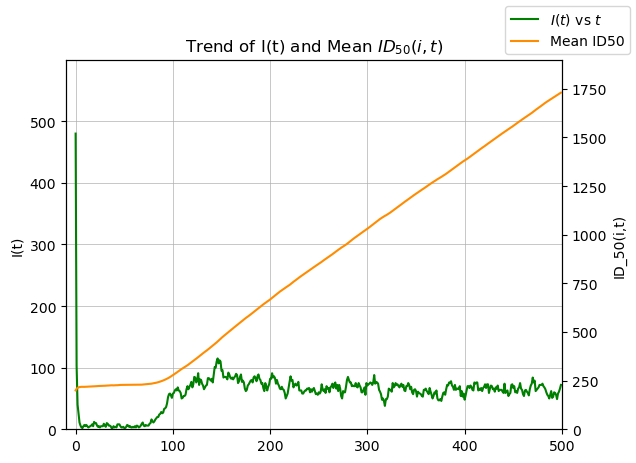 I(t) vs t
Mean ID50
Trend of I(t) and Mean ID50(i, t)
I(t)
500
400
300
200
100
0
1750
1500
1250
1000
750
500
250
0
ID_50(i,t)
0 100 200 300 400 500